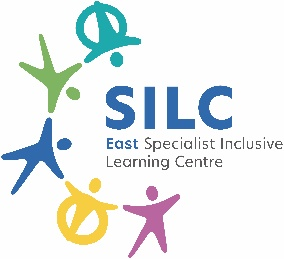 SILC
East Specialist Inclusive
Learning Centre